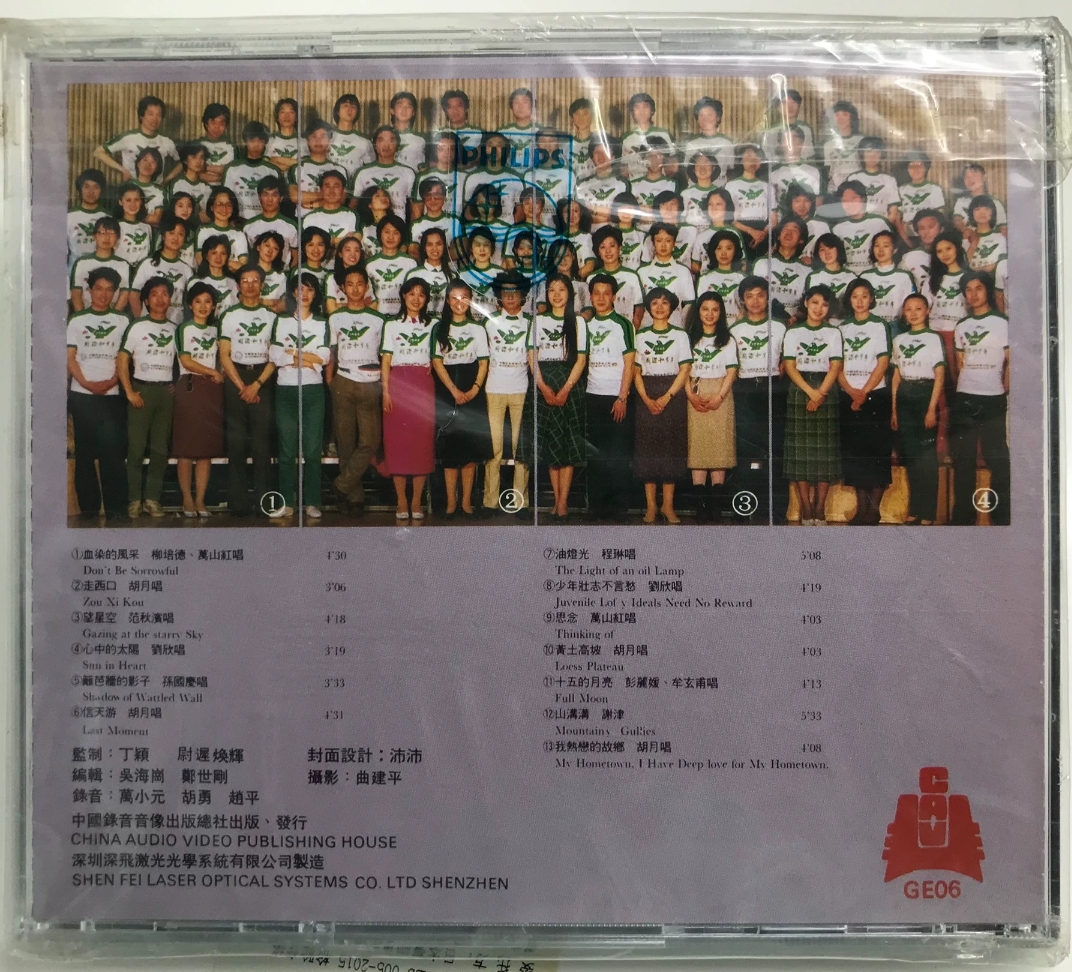 PHILIPS
① ② ③ ④
①血染的風采 柳培德、萬山紅唱 4'30
Don't Be Sorrowful
②走西口 胡月唱 3'06
Zou Xi Kou
③望星空 范秋濱唱 4'18
Gazing at the starry Sky
④心中的太陽 劉欣唱 3'19
Sun in Heart
⑤籬芭牆的影子 孫國慶唱 3'33
Shadow of Wattled Wall
⑥信天游 胡月唱 4'31
Last Moment
⑦油燈光 程琳唱 5'08
The Light of an oil Lamp
⑧少年壯志不言愁 劉欣唱 4'19
Juvenile Lof y Ideals Need No Reward
⑨思念 萬山紅唱 4'03
Thinking of
⑩黃土高坡 胡月唱 4'03
Loess Plateau
⑪十五的月亮 彭麗媛、牟玄甫唱 4'13
Full Moon
⑫山溝溝 謝津 5'33
Mountainy Gullies
⑬我熱戀的故鄉 胡月唱 4'08
My Hometown, I Have Deep love for My Hometown.
監制：丁穎 尉遲煥輝 封面設計：沛沛
編輯：吳海崗 鄭世剛 攝影：曲建平
錄音：萬小元 胡勇 趙平
中國錄音音像出版總社出版、發行
CHINA AUDIO VIDEO PUBLISHING HOUSE
深圳深飛激光光學系統有限公司製造
SHEN FEI LASER OPTICAL SYSTEMS CO. LTD SHENZHEN
GE06